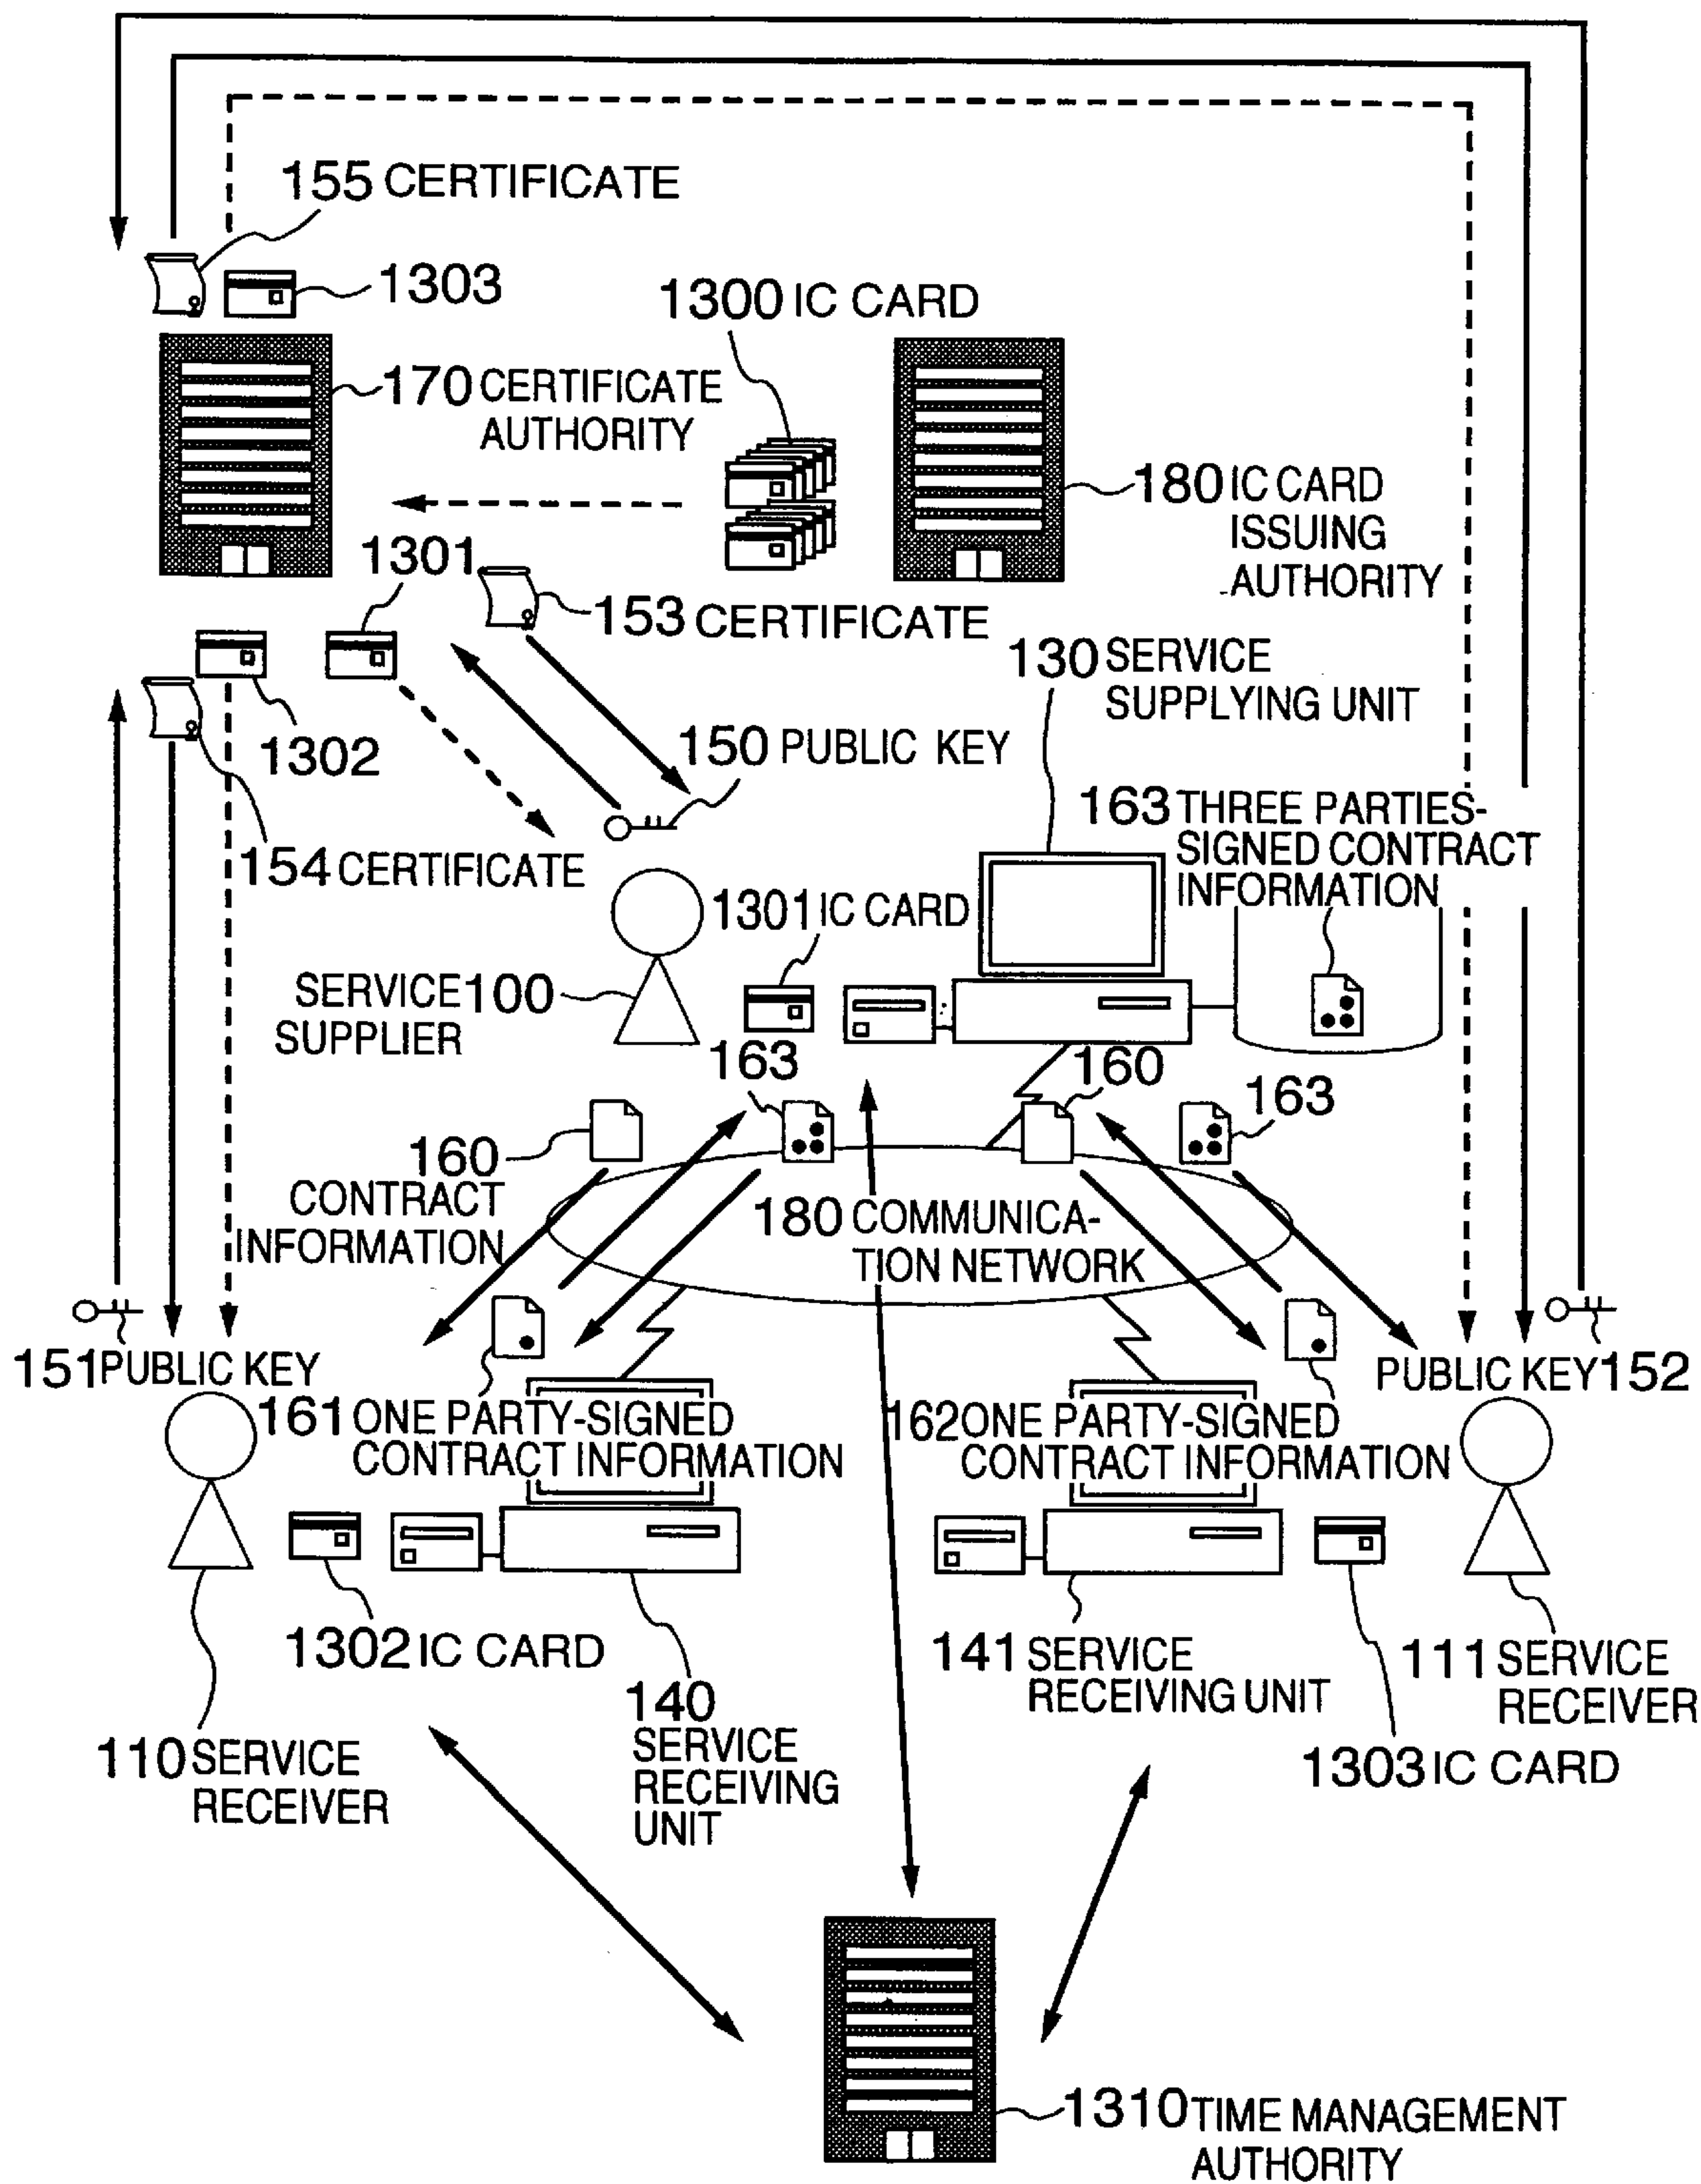 155 CERTIFICATE
1303
1300 IC CARD
170 CERTIFICATE
AUTHORITY
180 IC CARD
ISSUING
AUTHORITY
1301
153 CERTIFICATE
130 SERVICE
SUPPLYING UNIT
1302
150 PUBLIC KEY
163 THREE PARTIES-
SIGNED CONTRACT
INFORMATION
154 CERTIFICATE
1301 IC CARD
SERVICE 100
SUPPLIER
163
160
163
160
CONTRACT
INFORMATION
180 COMMUNICA-
TION NETWORK
151 PUBLIC KEY
PUBLIC KEY 152
161 ONE PARTY-SIGNED
CONTRACT INFORMATION
162 ONE PARTY-SIGNED
CONTRACT INFORMATION
1302 IC CARD
141 SERVICE
RECEIVING UNIT
111 SERVICE
RECEIVER
140
SERVICE
RECEIVING
UNIT
110 SERVICE
RECEIVER
1303 IC CARD
1310 TIME MANAGEMENT
AUTHORITY